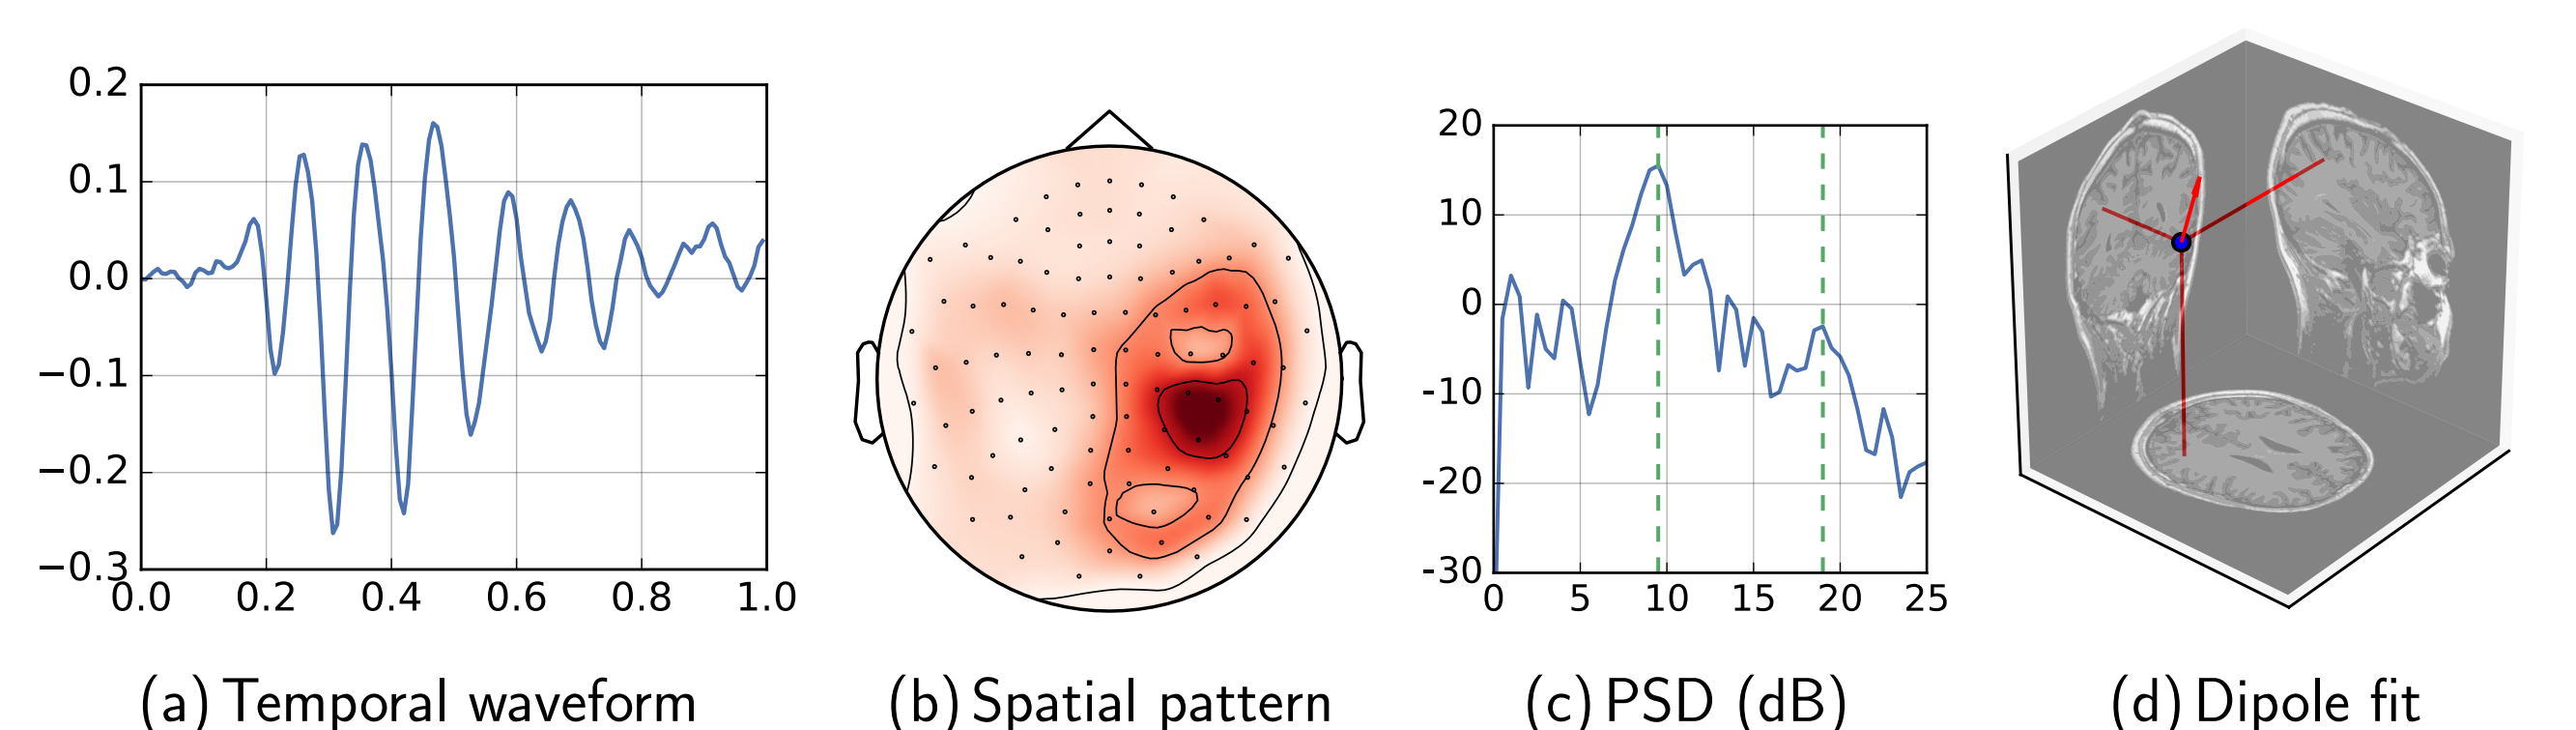 0.2
0.1
0.0
−0.1
−0.2
−0.3
0.0 0.2 0.4 0.6 0.8 1.0
(a) Temporal waveform
(b) Spatial pattern
20
10
0
-10
-20
-30
0 5 10 15 20 25
(c) PSD (dB)
(d) Dipole fit